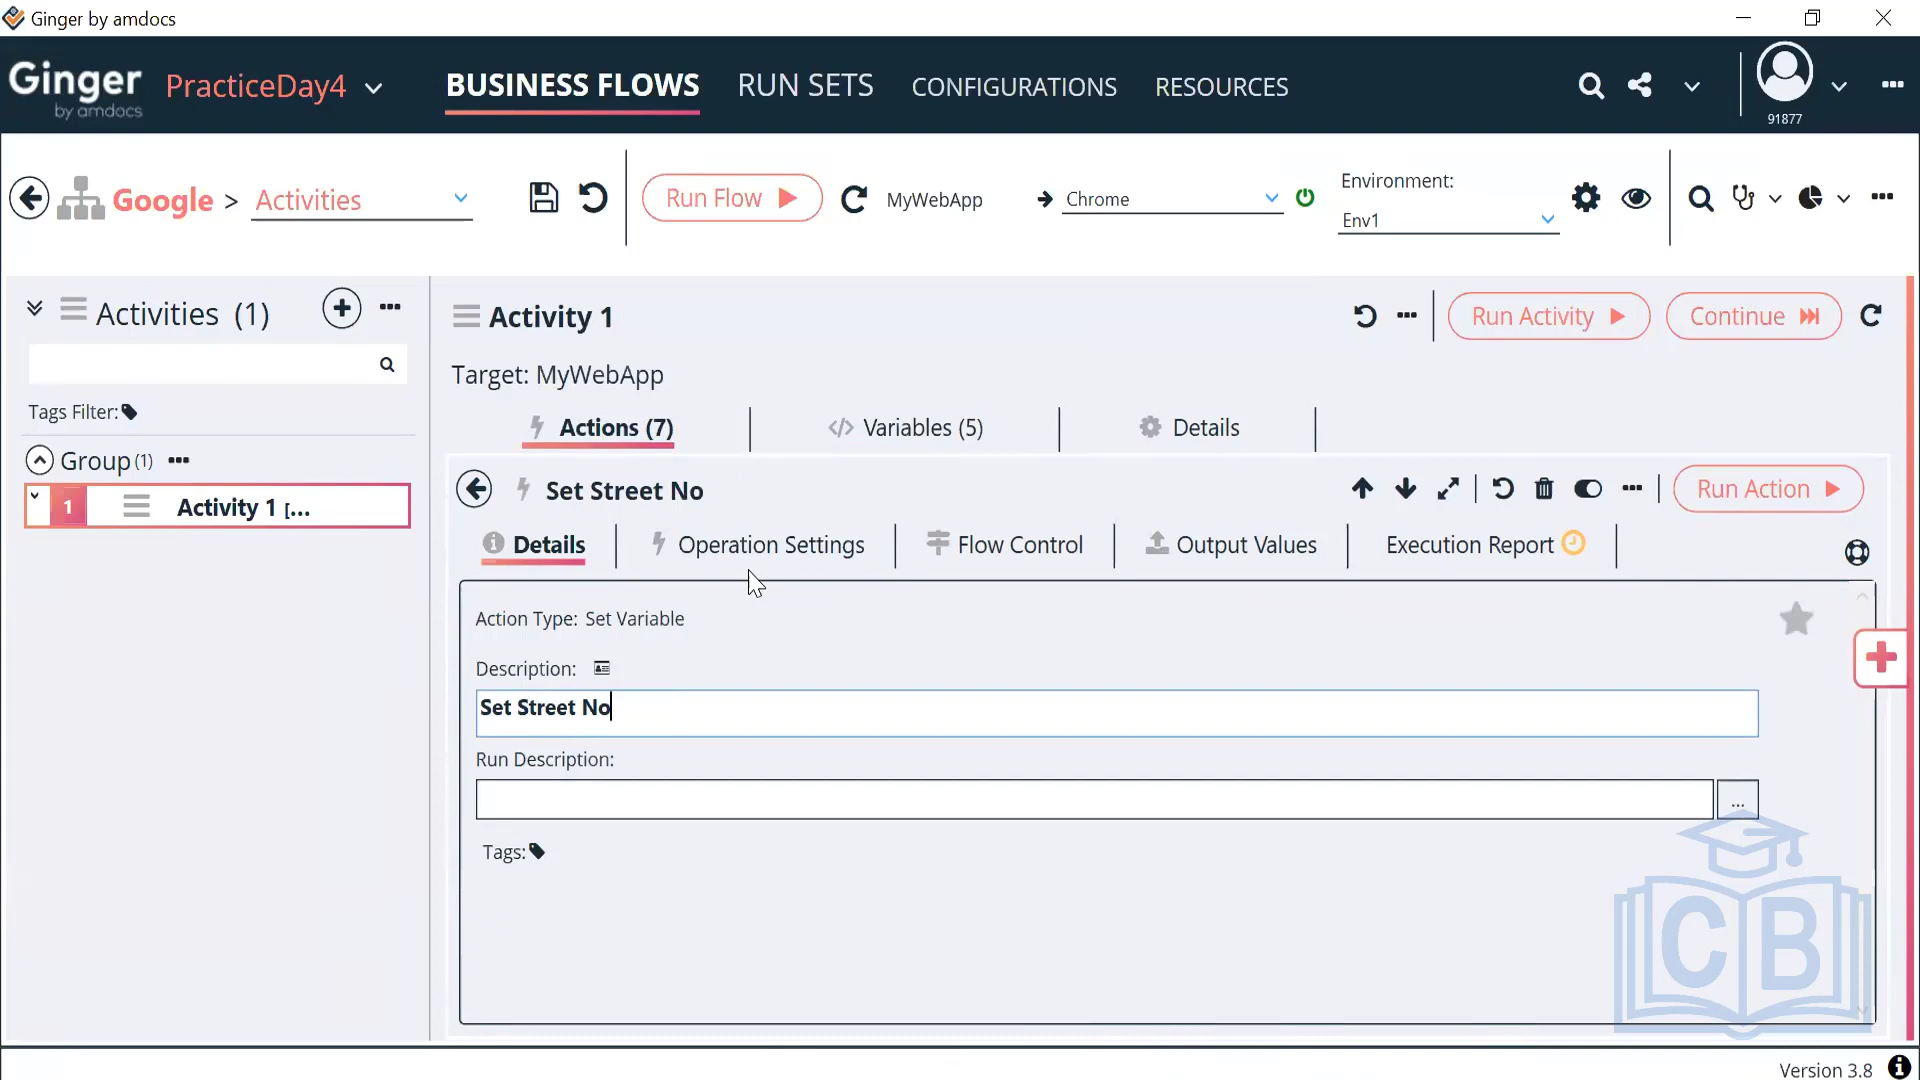 Ginger by amdocs
Ginger by amdocs PracticeDay4 BUSINESS FLOWS RUN SETS CONFIGURATIONS RESOURCES 91877
Google > Activities Run Flow MyWebApp Chrome Environment: Env1
Activities (1)
Tags Filter:
Group (1)
1 Activity 1 [...
Activity 1 Run Activity Continue
Target: MyWebApp
Actions (7) Variables (5) Details
Set Street No Run Action
Details Operation Settings Flow Control Output Values Execution Report
Action Type: Set Variable
Description:
Set Street No
Run Description:
...
Tags:
CB
Version 3.8